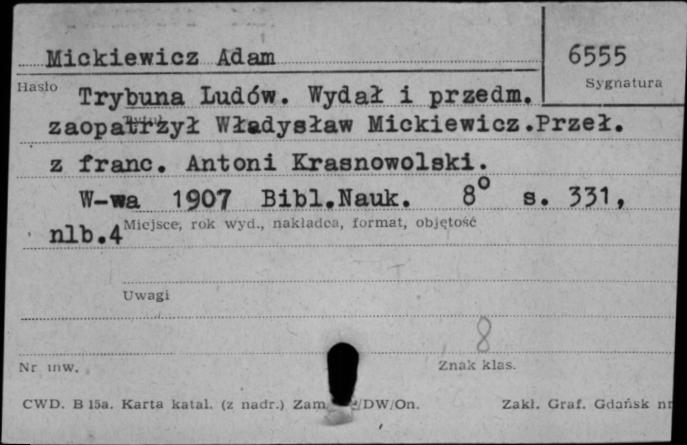 Mickiewicz Adam 6555
Hasło Sygnatura
Trybuna Ludów. Wydał i przedm.
zaopatrzył Władysław Mickiewicz.Przeł.
z franc. Antoni Krasnowolski.
W-wa 1907 Bibl.Nauk. 8° s. 331,
Miejsce, rok wyd., nakładca, format, objętość
nlb.4
Uwagi
8
Nr inw. Znak klas.
CWD. B 15a. Karta katal. (z nadr.) Zam. /DW/On. Zakł. Graf. Gdańsk nr